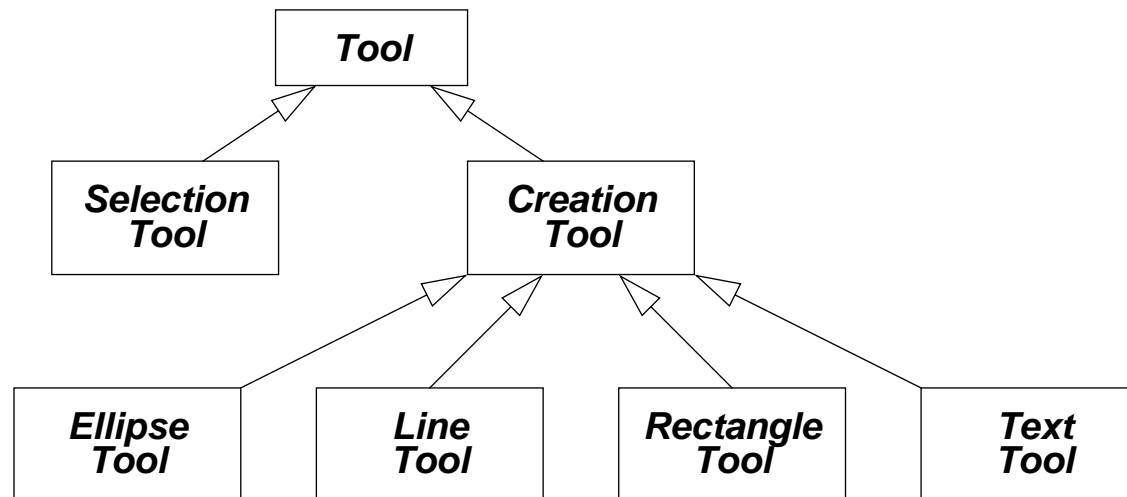 Tool
Selection
Tool
Creation
Tool
Ellipse
Tool
Line
Tool
Rectangle
Tool
Text
Tool